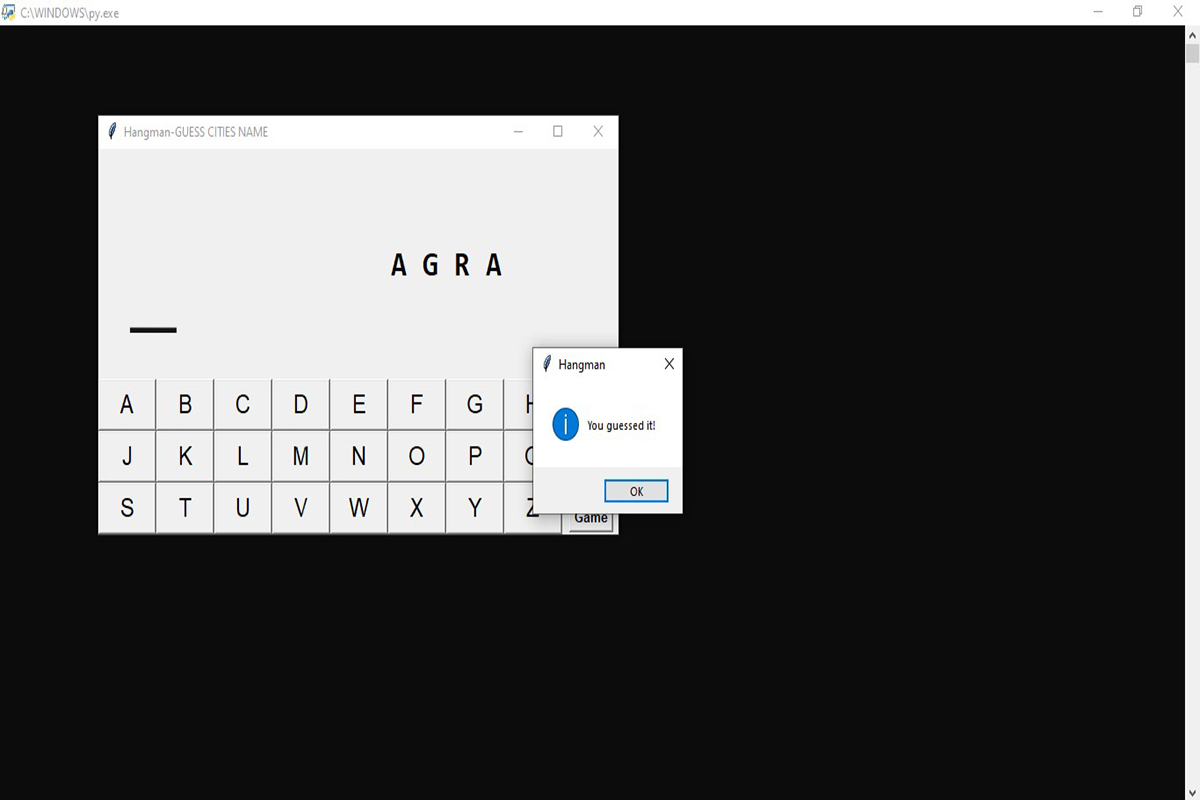 C:\WINDOWS\py.exe
Hangman-GUESS CITIES NAME
A G R A
Hangman
You guessed it!
OK
A B C D E F G H
J K L M N O P
S T U V W X Y Z
Game